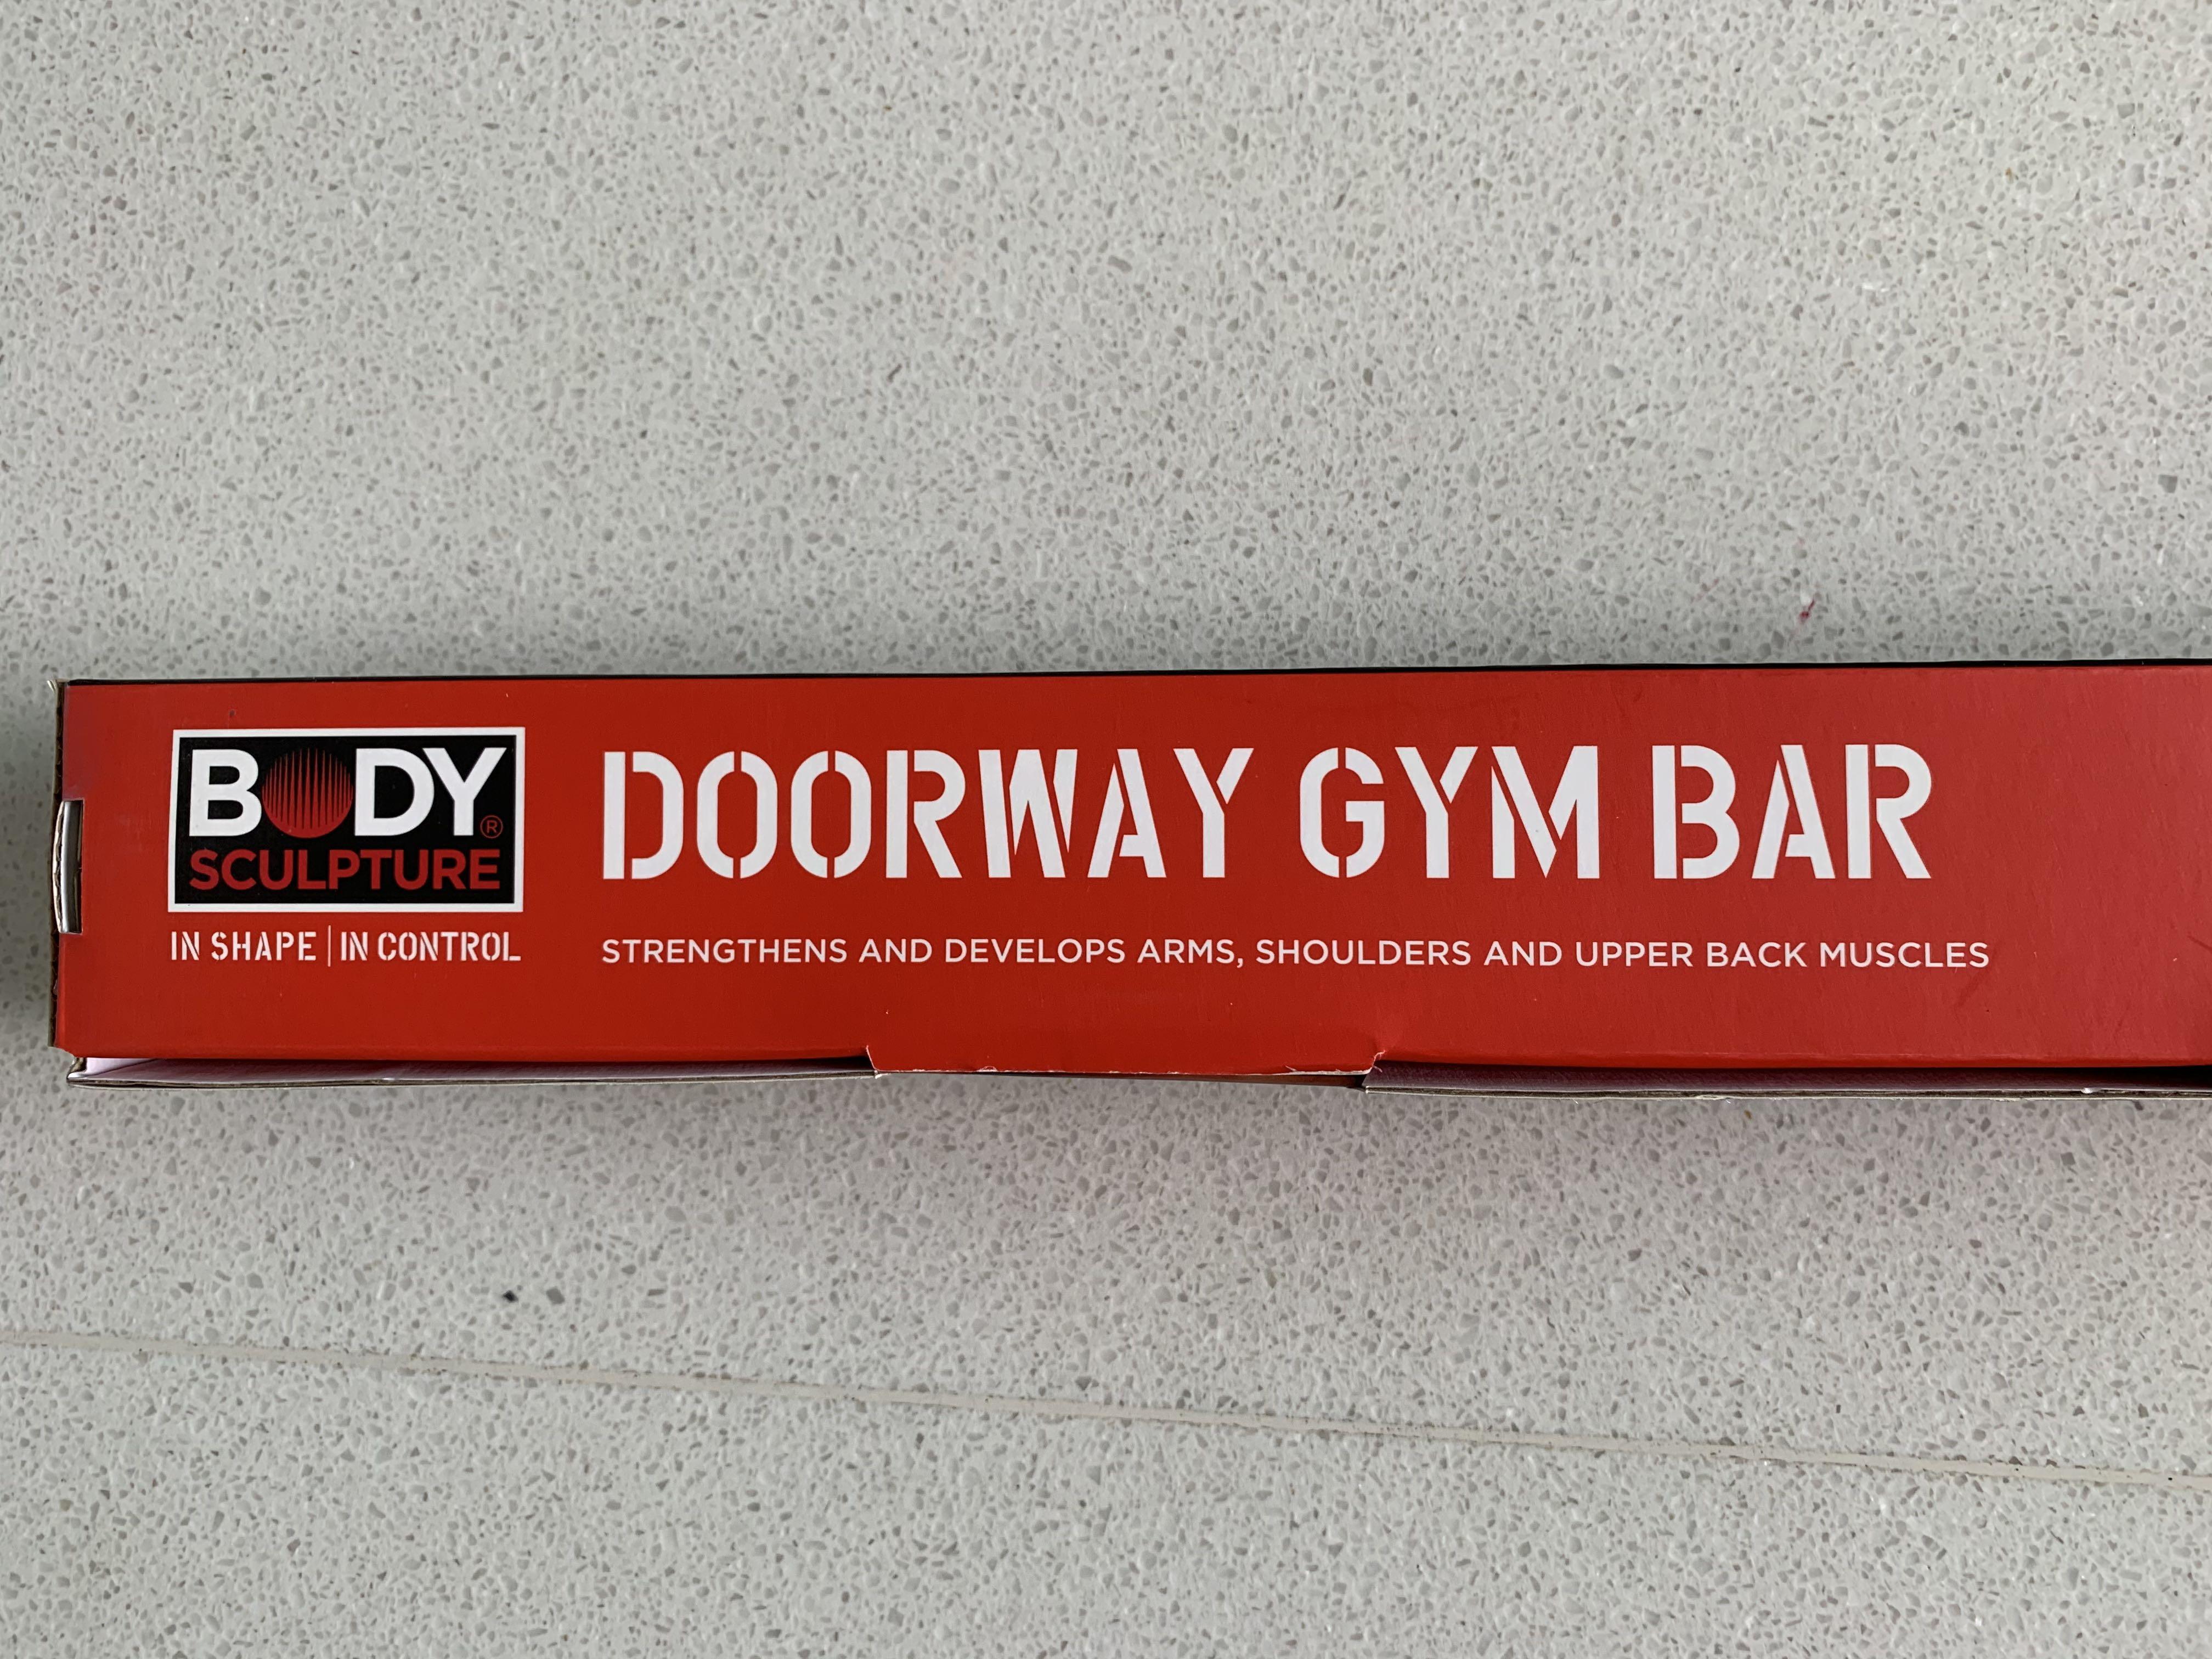 BODY®
SCULPTURE
IN SHAPE | IN CONTROL
DOORWAY GYM BAR
STRENGTHENS AND DEVELOPS ARMS, SHOULDERS AND UPPER BACK MUSCLES